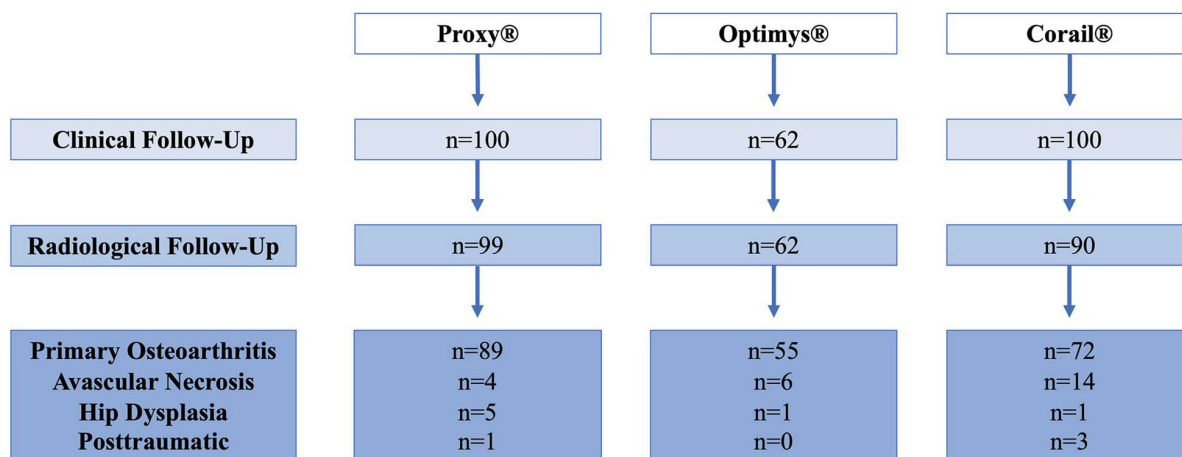 Proxy® Optimys® Corail®
Clinical Follow-Up n=100 n=62 n=100
Radiological Follow-Up n=99 n=62 n=90
Primary Osteoarthritis n=89 n=55 n=72
Avascular Necrosis n=4 n=6 n=14
Hip Dysplasia n=5 n=1 n=1
Posttraumatic n=1 n=0 n=3